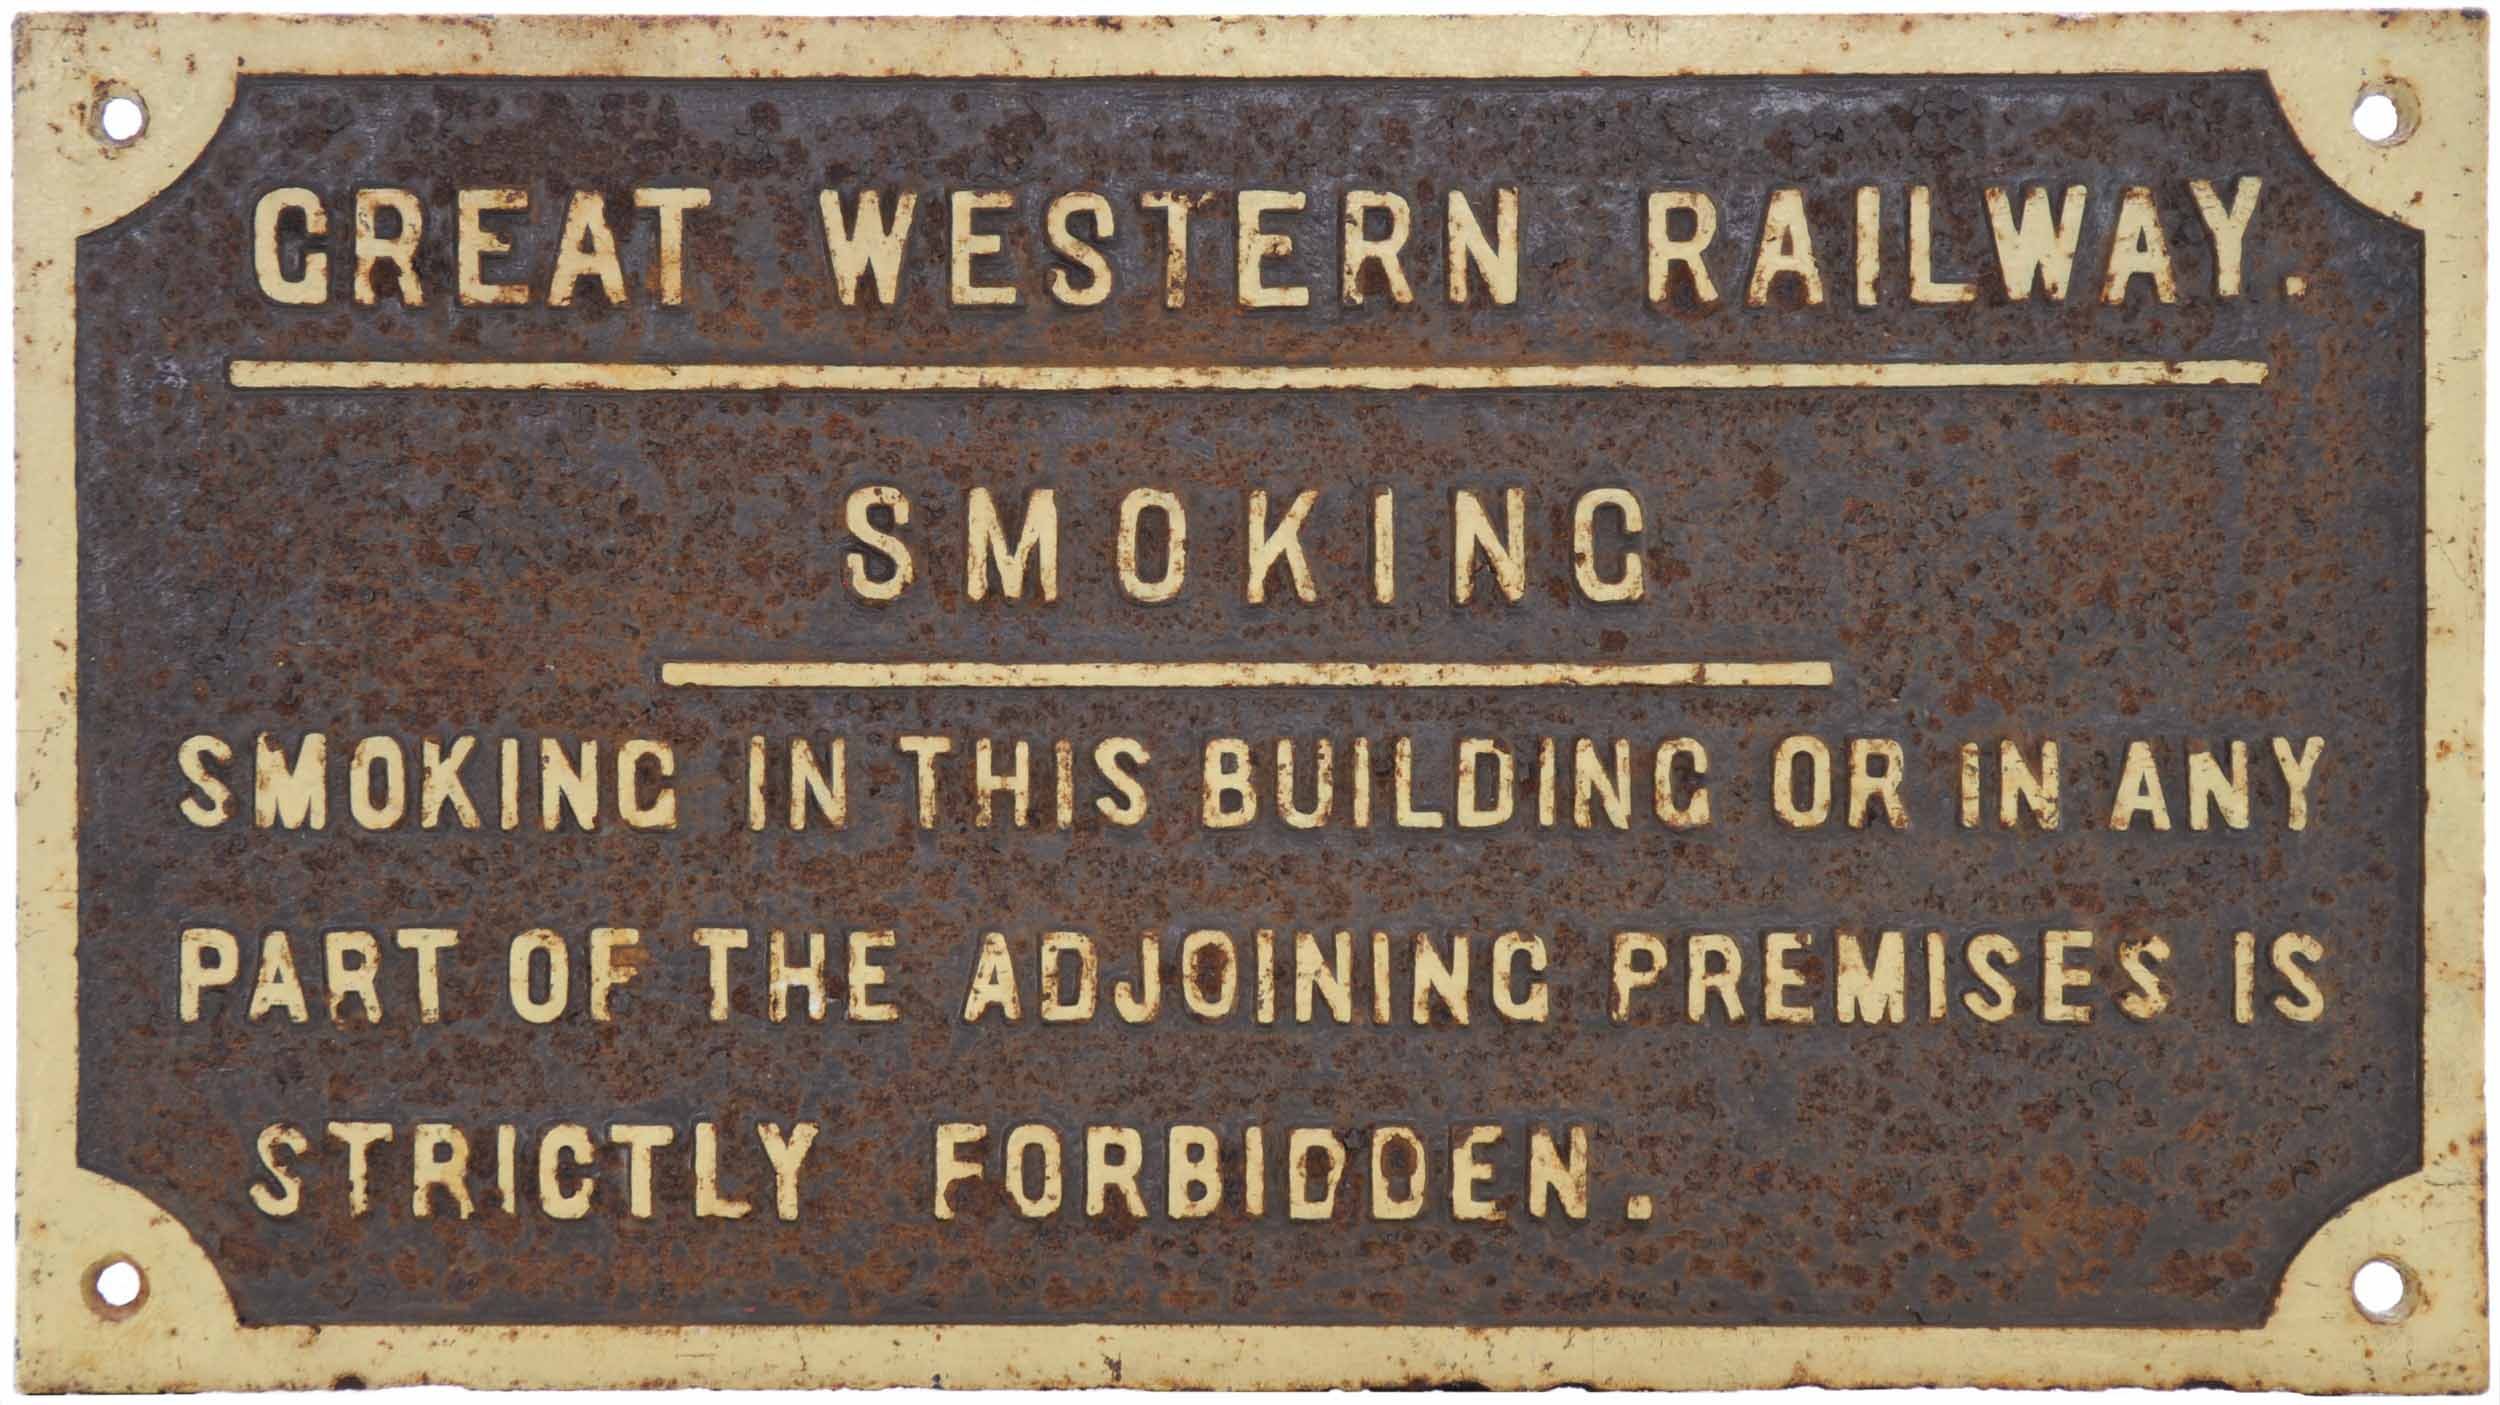 GREAT WESTERN RAILWAY.
SMOKING
SMOKING IN THIS BUILDING OR IN ANY
PART OF THE ADJOINING PREMISES IS
STRICTLY FORBIDDEN.